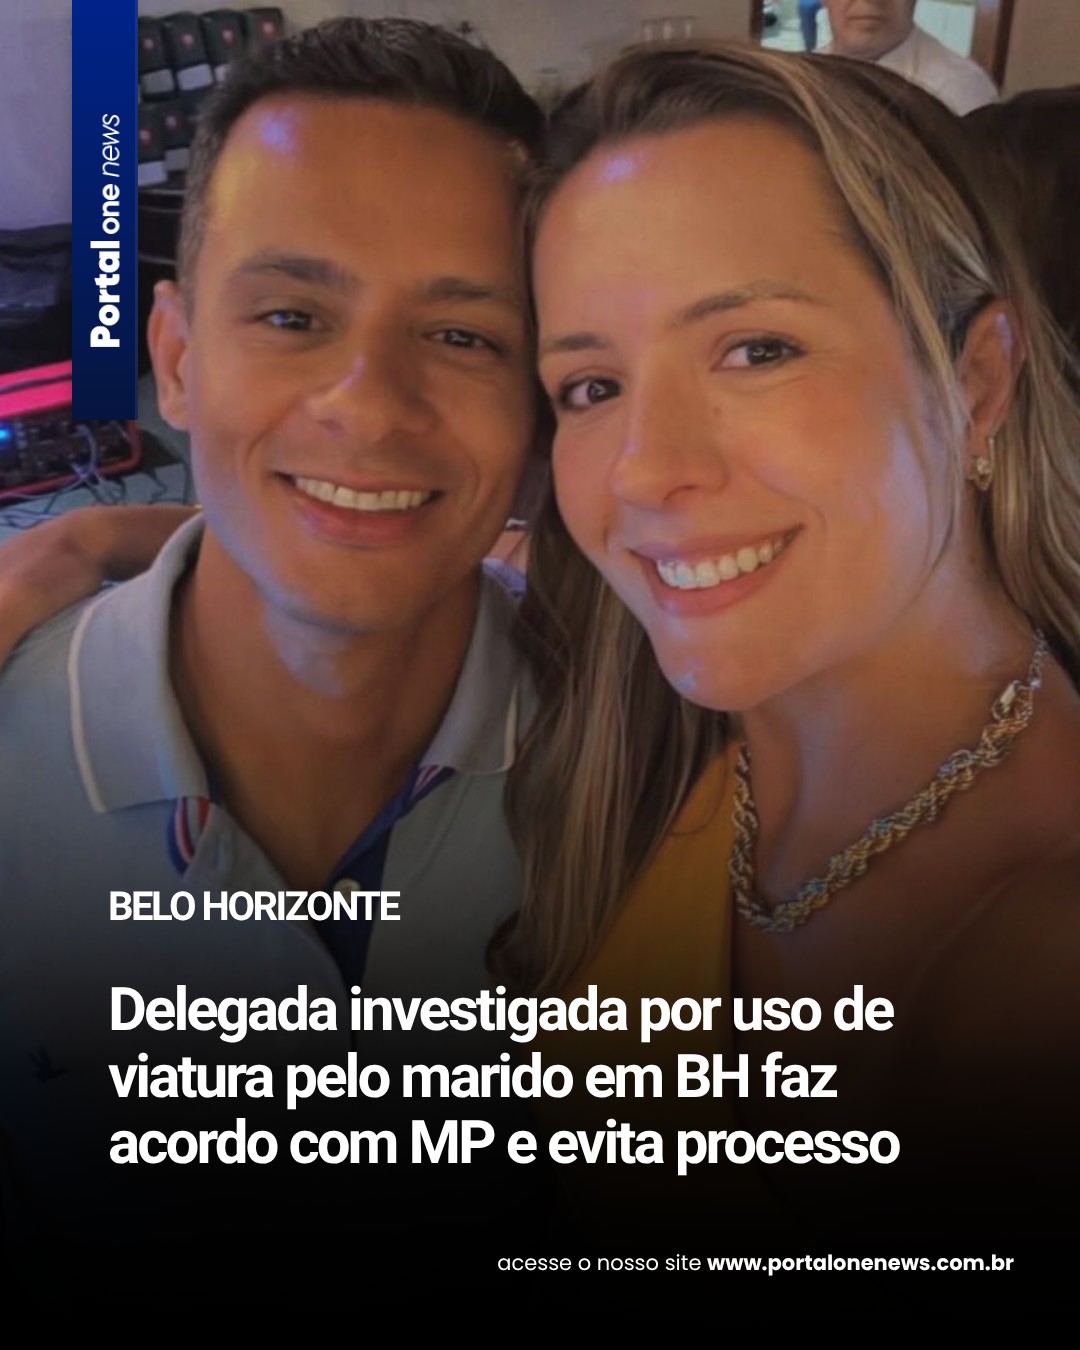 Portal one news
BELO HORIZONTE
Delegada investigada por uso de
viatura pelo marido em BH faz
acordo com MP e evita processo
acesse o nosso site www.portalonenews.com.br